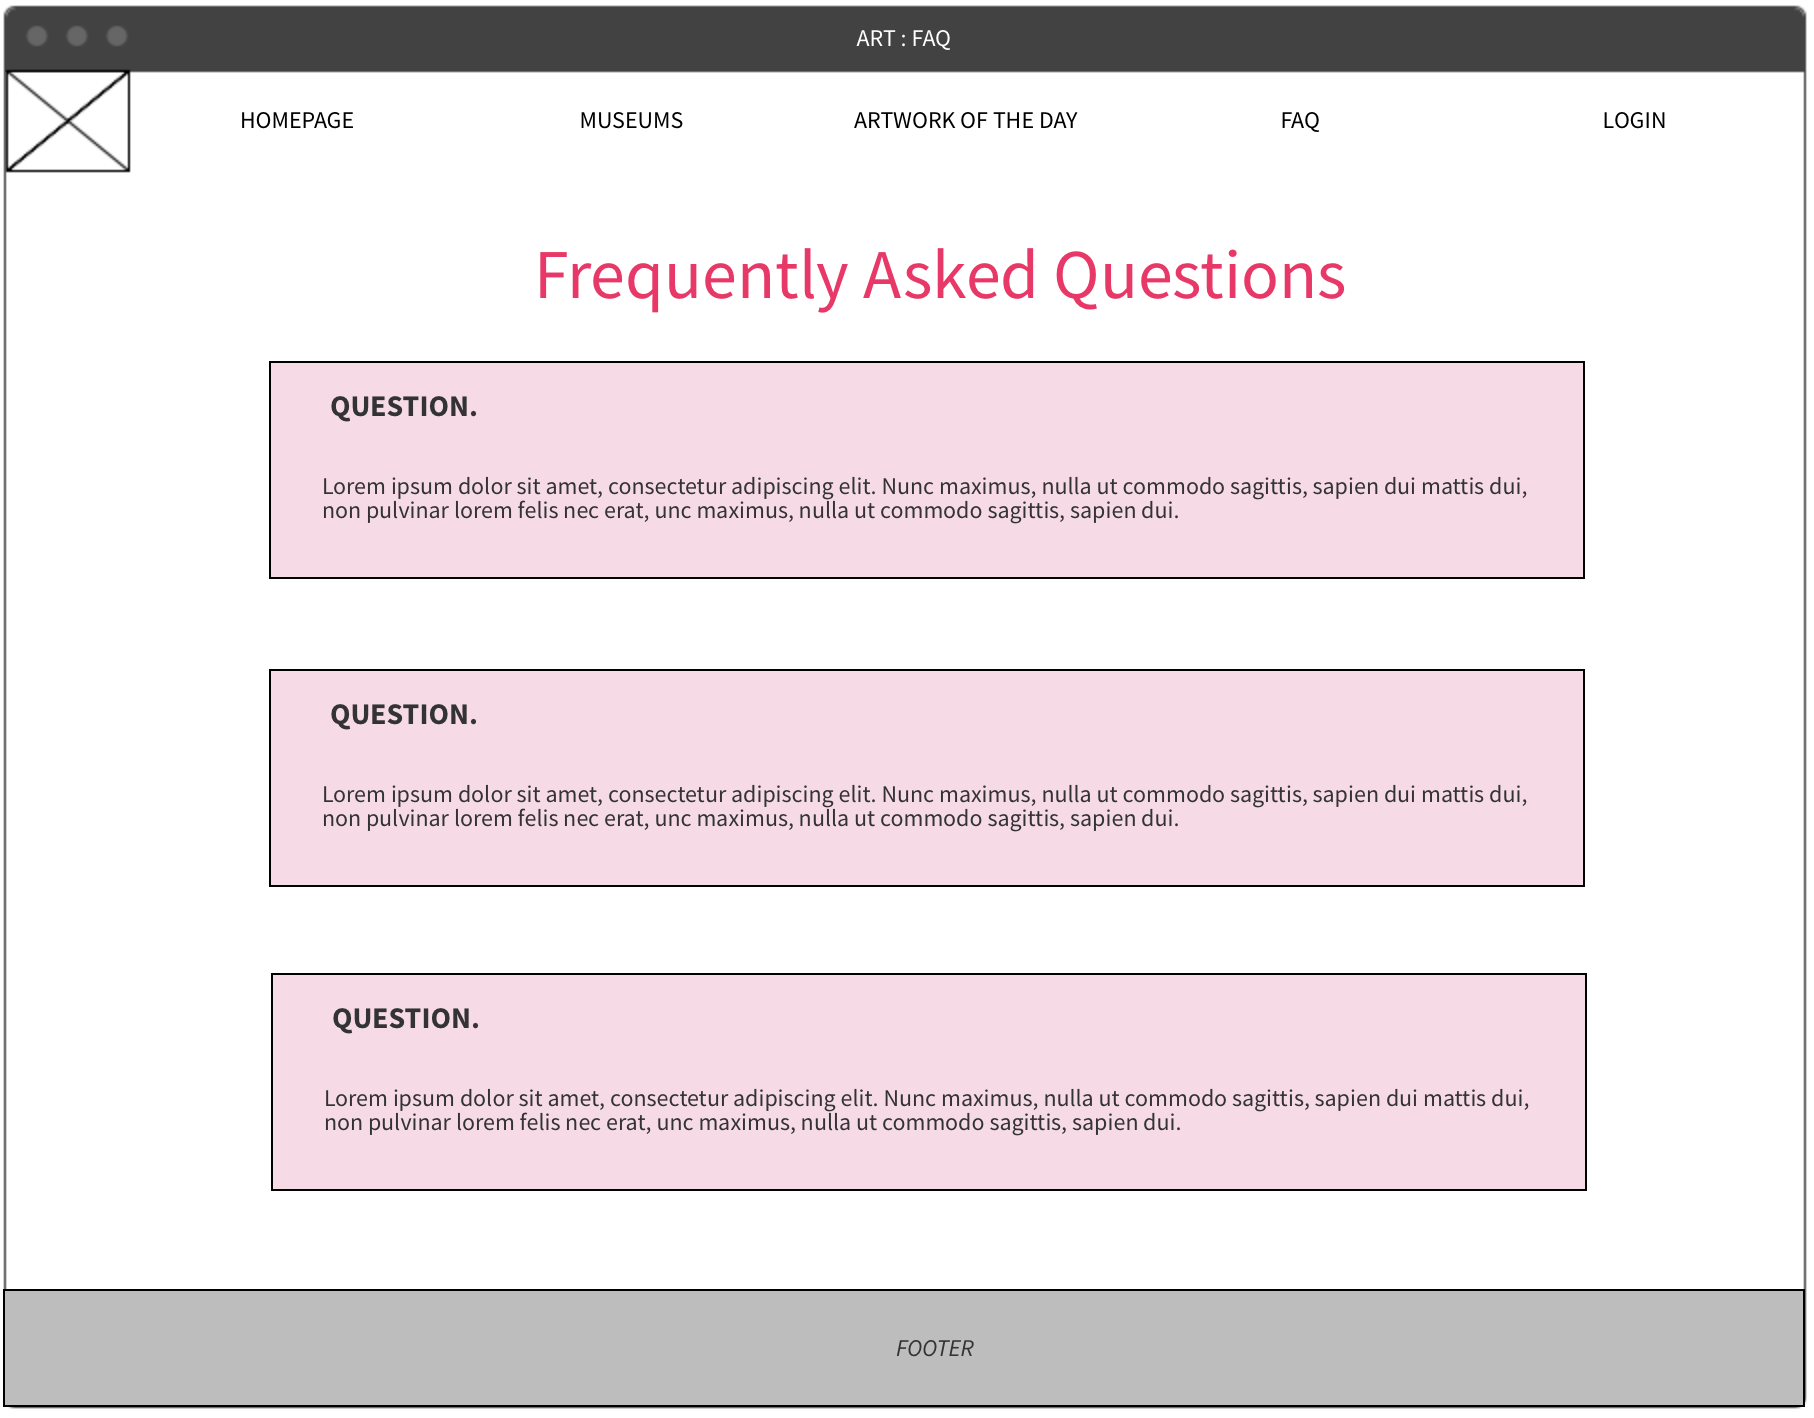 ART : FAQ
HOMEPAGE MUSEUMS ARTWORK OF THE DAY FAQ LOGIN
Frequently Asked Questions
QUESTION.
Lorem ipsum dolor sit amet, consectetur adipiscing elit. Nunc maximus, nulla ut commodo sagittis, sapien dui mattis dui,
non pulvinar lorem felis nec erat, unc maximus, nulla ut commodo sagittis, sapien dui.
QUESTION.
Lorem ipsum dolor sit amet, consectetur adipiscing elit. Nunc maximus, nulla ut commodo sagittis, sapien dui mattis dui,
non pulvinar lorem felis nec erat, unc maximus, nulla ut commodo sagittis, sapien dui.
QUESTION.
Lorem ipsum dolor sit amet, consectetur adipiscing elit. Nunc maximus, nulla ut commodo sagittis, sapien dui mattis dui,
non pulvinar lorem felis nec erat, unc maximus, nulla ut commodo sagittis, sapien dui.
FOOTER